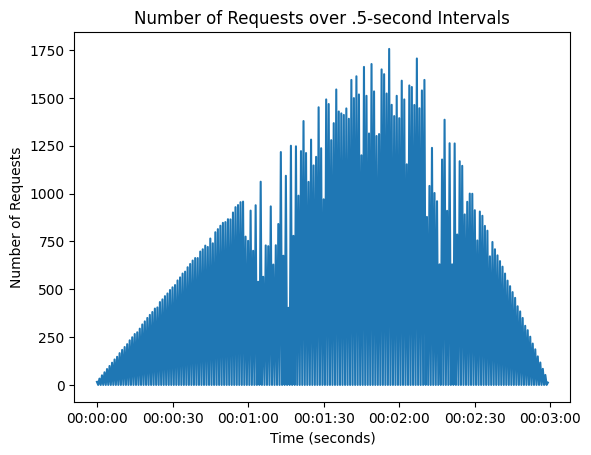 Number of Requests over .5-second Intervals
Number of Requests
1750
1500
1250
1000
750
500
250
0
00:00:00 00:00:30 00:01:00 00:01:30 00:02:00 00:02:30 00:03:00
Time (seconds)